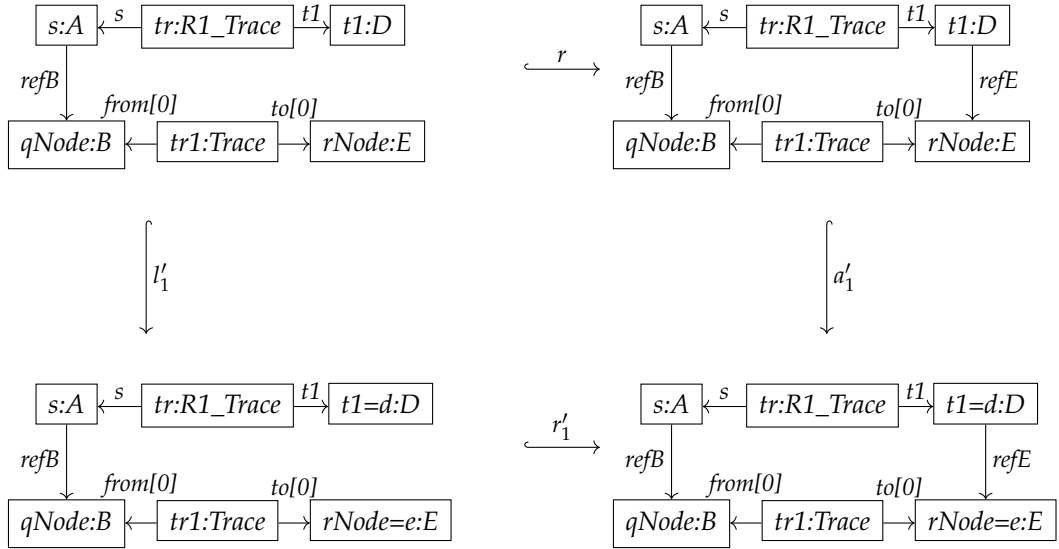 s:A s tr:R1_Trace t1 t1:D
refB
from[0] to[0]
qNode:B tr1:Trace rNode:E
r
s:A s tr:R1_Trace t1 t1:D
refB refE
from[0] to[0]
qNode:B tr1:Trace rNode:E
l′1
a′1
s:A s tr:R1_Trace t1 t1=d:D
refB
from[0] to[0]
qNode:B tr1:Trace rNode=e:E
r′1
s:A s tr:R1_Trace t1 t1=d:D
refB refE
from[0] to[0]
qNode:B tr1:Trace rNode=e:E